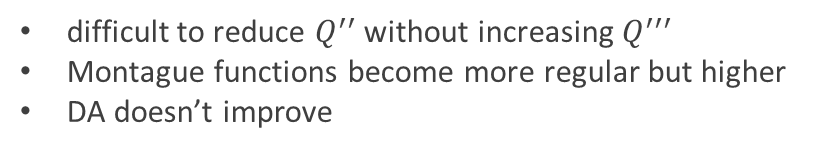 • difficult to reduce Q′′ without increasing Q′′′
• Montague functions become more regular but higher
• DA doesn’t improve